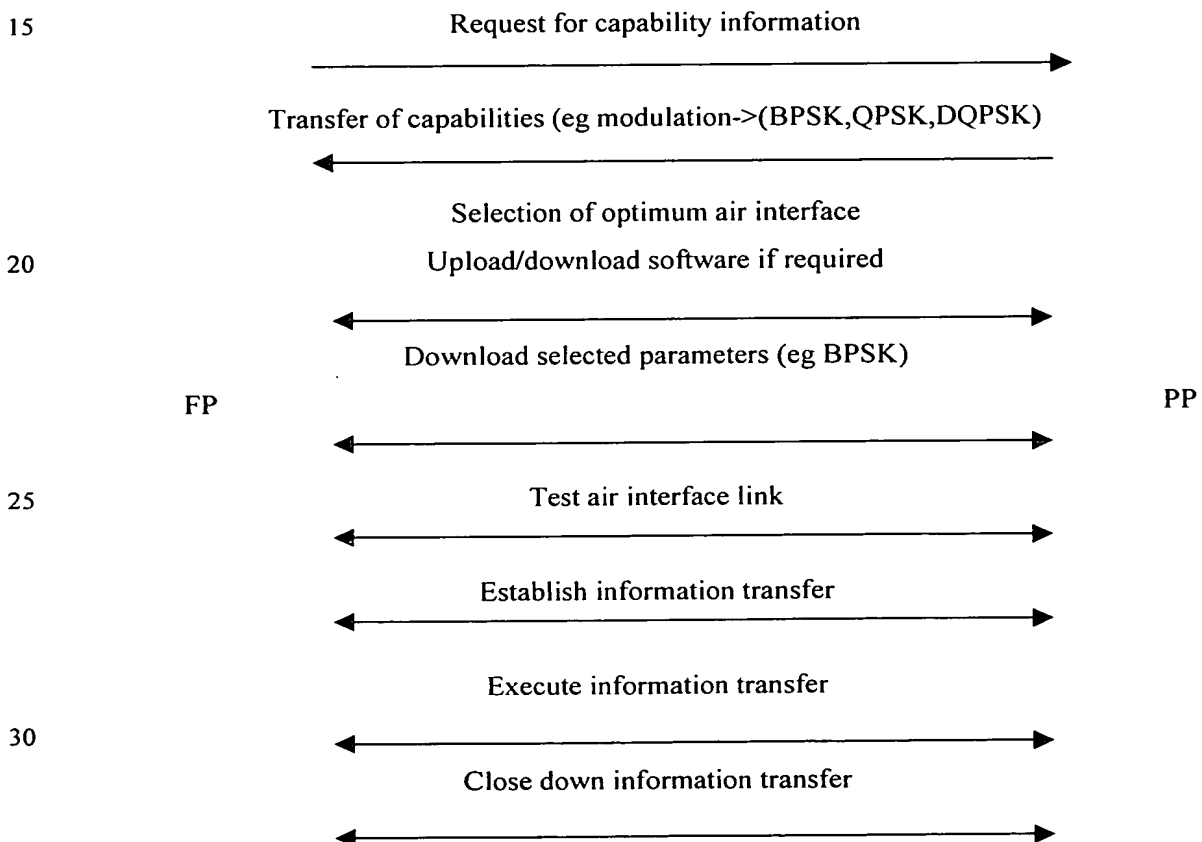 15 Request for capability information
Transfer of capabilities (eg modulation->(BPSK,QPSK,DQPSK)
Selection of optimum air interface
20 Upload/download software if required
Download selected parameters (eg BPSK)
FP PP
25 Test air interface link
Establish information transfer
Execute information transfer
30
Close down information transfer